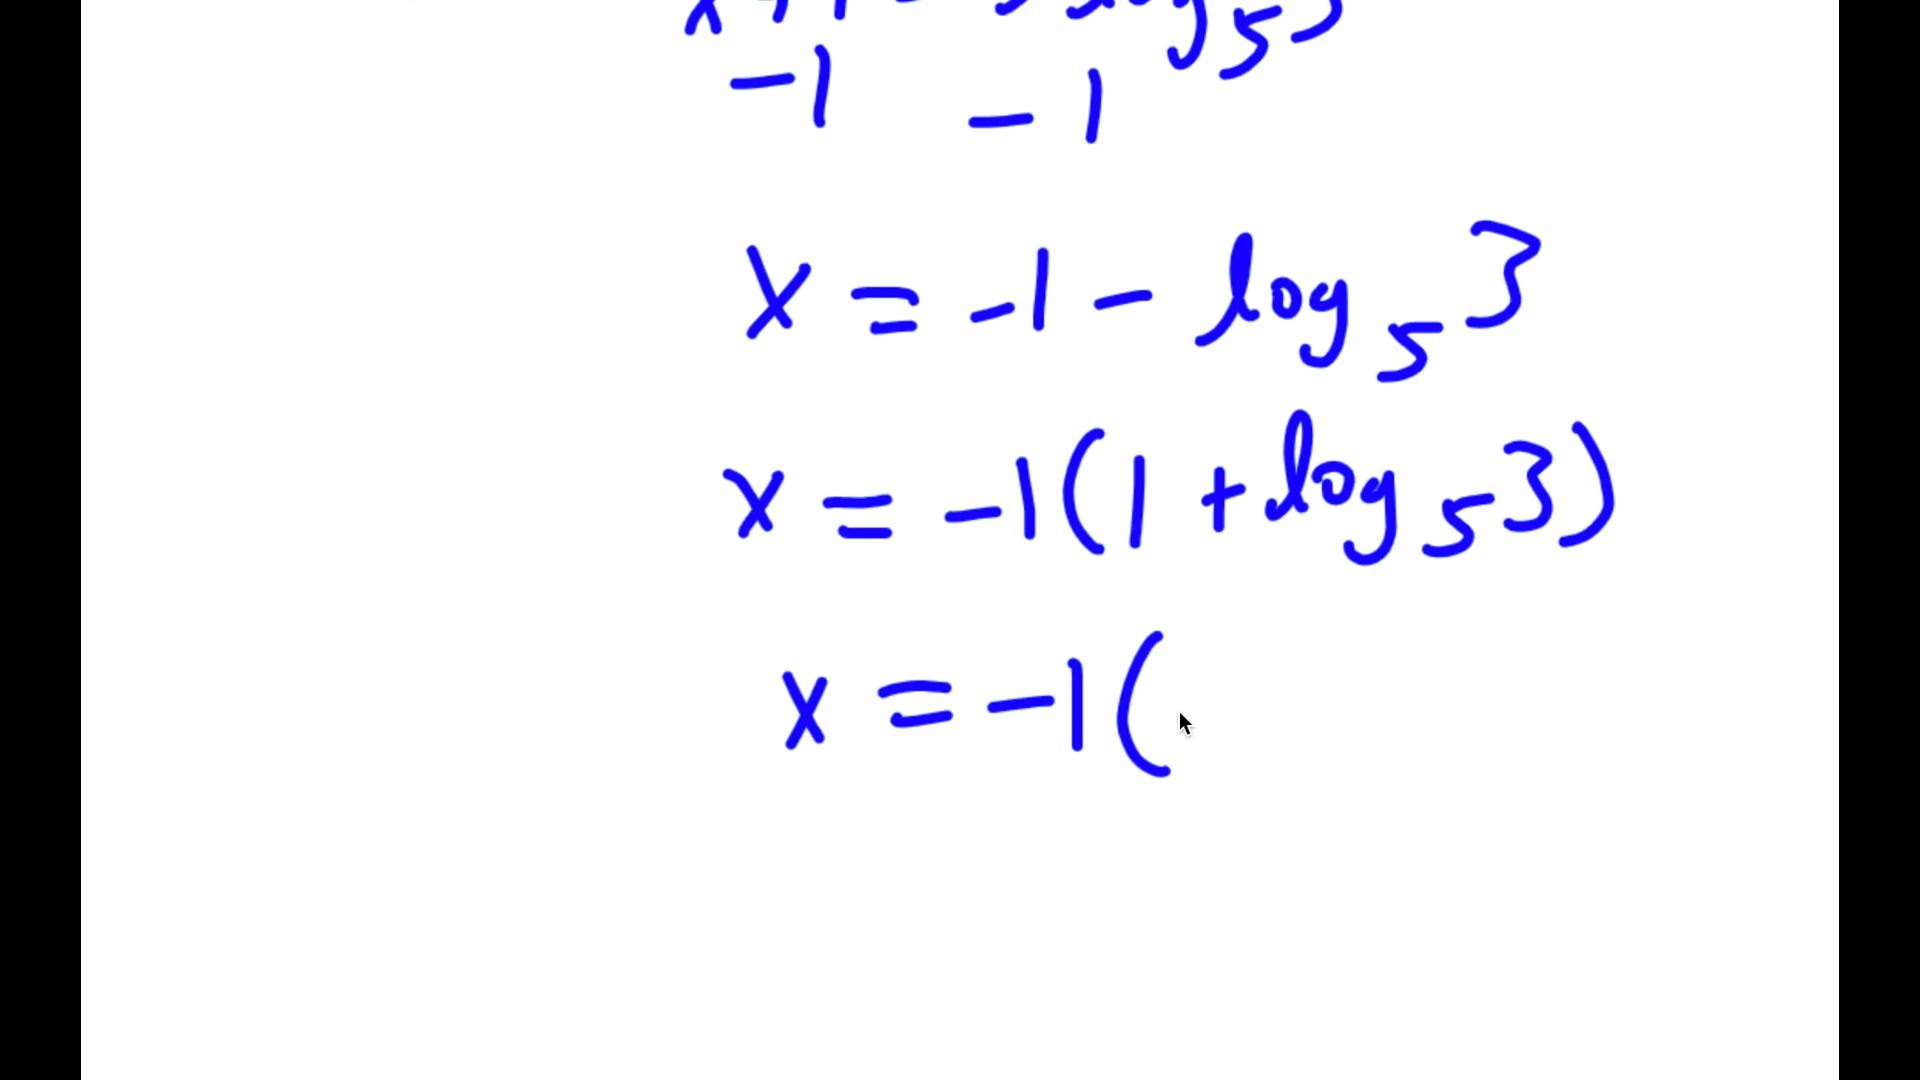 -1 - 1
x = -1 - log₅ 3
x = -1(1 + log₅ 3)
x = -1(